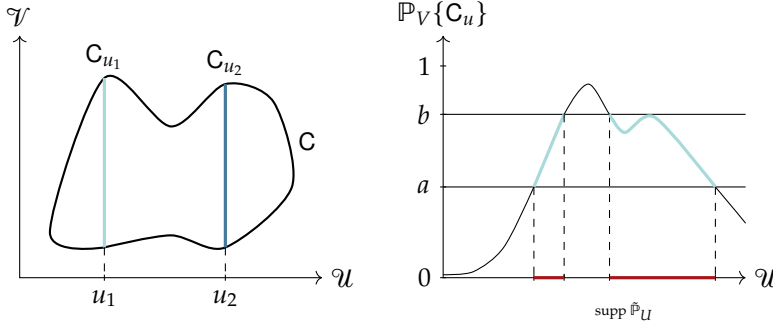 𝒱
C_{u_1}
C_{u_2}
C
u_1
u_2
𝒰
ℙ_V{C_u}
1
b
a
0
𝒰
supp ℙ̃_U